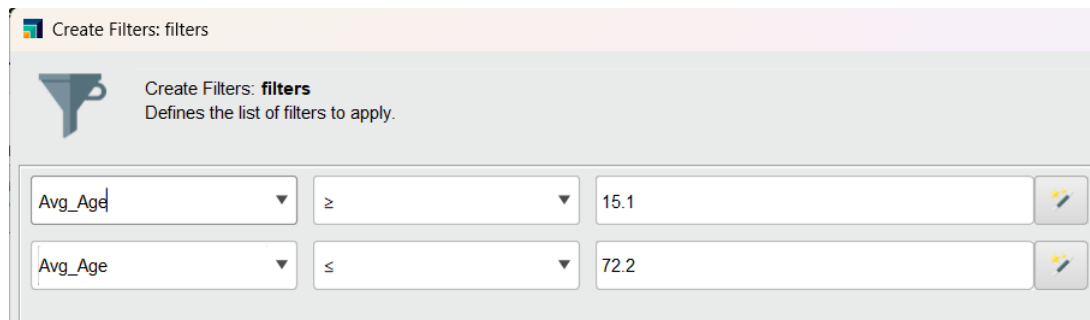 Create Filters: filters
Create Filters: filters
Defines the list of filters to apply.
Avg_Age ≥ 15.1
Avg_Age ≤ 72.2